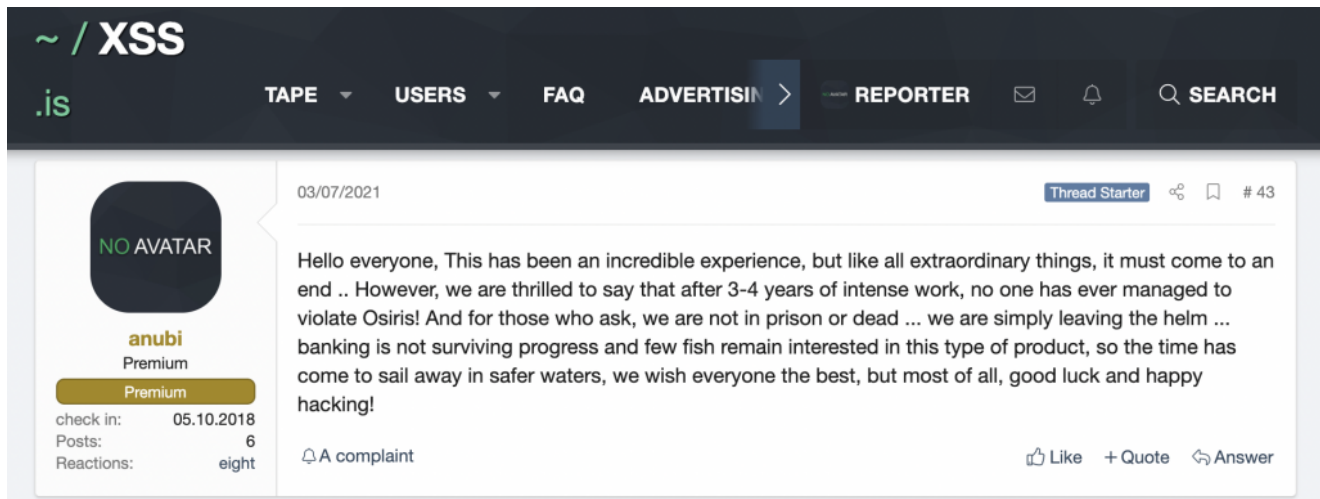 ~ / XSS
.is
TAPE USERS FAQ ADVERTISIN REPORTER SEARCH
03/07/2021 Thread Starter # 43
NO AVATAR
anubi
Premium
Premium
check in: 05.10.2018
Posts: 6
Reactions: eight
Hello everyone, This has been an incredible experience, but like all extraordinary things, it must come to an
end .. However, we are thrilled to say that after 3-4 years of intense work, no one has ever managed to
violate Osiris! And for those who ask, we are not in prison or dead ... we are simply leaving the helm ...
banking is not surviving progress and few fish remain interested in this type of product, so the time has
come to sail away in safer waters, we wish everyone the best, but most of all, good luck and happy
hacking!
A complaint Like + Quote Answer